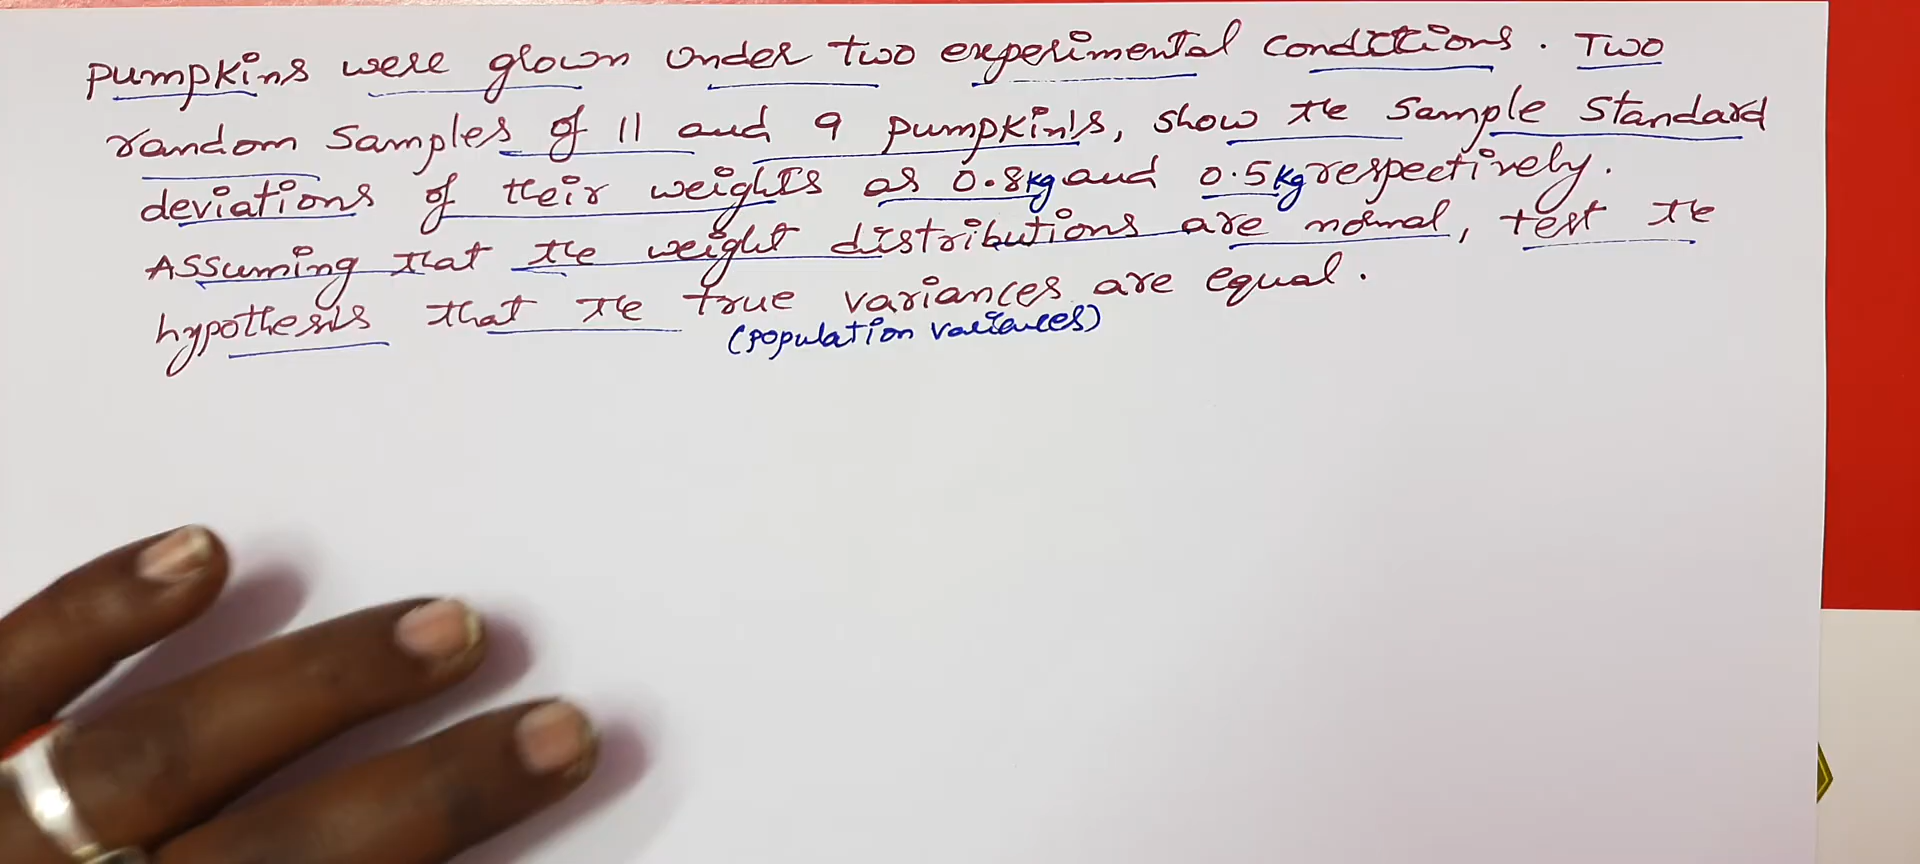 Pumpkins were grown under two experimental conditions. Two
random samples of 11 and 9 pumpkins, show the sample standard
deviations of their weights as 0.8kg and 0.5kg respectively.
Assuming that the weight distributions are normal, test the
hypothesis that the true variances are equal.
(population variances)